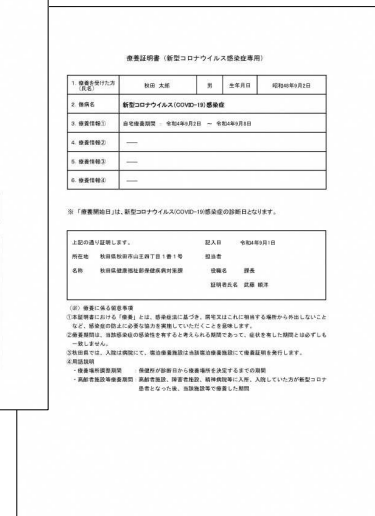 療養証明書（新型コロナウイルス感染症専用）
1. 療養を受けた方（氏名） 秋田 太郎 男 生年月日 昭和48年9月2日
2. 傷病名 新型コロナウイルス(COVID-19)感染症
3. 療養情報① 自宅療養期間 : 令和4年9月2日 ～ 令和4年9月8日
4. 療養情報② ――
5. 療養情報③ ――
6. 療養情報④ ――
※「療養開始日」は、新型コロナウイルス(COVID-19)感染症の診断日となります。
上記の通り証明します。 記入日 令和4年9月1日
所在地 秋田県秋田市山王四丁目1番1号 担当者
名称 秋田県健康福祉部保健疾病対策課 役職名 課長
証明者氏名 武藤 順洋
(※) 療養に係る留意事項
①本証明書における「療養」とは、感染症法に基づき、居宅又はこれに相当する場所から外出しないこと
など、感染症の防止に必要な協力を実施していただくことを意味します。
②療養期間は、当該感染症の感染性を有すると考えられる期間であって、症状を有した期間とは必ずしも
一致しません。
③秋田県では、入院は病院にて、宿泊療養施設は当該宿泊療養施設にて療養証明を発行します。
④用語説明
・療養場所調整期間 : 保健所が診断日から療養場所を決定するまでの期間
・高齢者施設等療養期間 : 高齢者施設、障害者施設、精神病院等に入所、入院していた方が新型コロナ
患者となった後、当該施設等で療養した期間